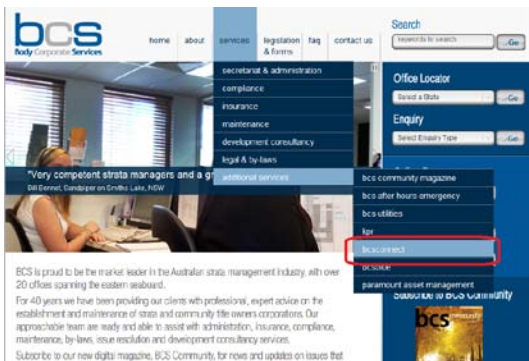 bcs
Body Corporate Services
home about services legislation & forms faq contact us
Search
keywords to search Go
secretariat & administration
compliance
insurance
maintenance
development consultancy
legal & by-laws
additional services
Office Locator
Select a State Go
Enquiry
Select Enquiry Type Go
"Very competent strata managers and a gr
Bill Bennet, Sandpiper on Smiths Lake, NSW
bcs community magazine
bcs after hours emergency
bcs utilities
kpr
bcsconnect
paramount asset management
Subscribe to BCS Community
bcs community
BCS is proud to be the market leader in the Australian strata management industry, with over
20 offices spanning the eastern seaboard.
For 40 years we have been providing our clients with professional, expert advice on the
establishment and maintenance of strata and community title owners corporations. Our
approachable team are ready and able to assist with administration, insurance, compliance,
maintenance, by-laws, issue resolution and development consultancy services.
Subscribe to our new digital magazine, BCS Community, for news and updates on issues that